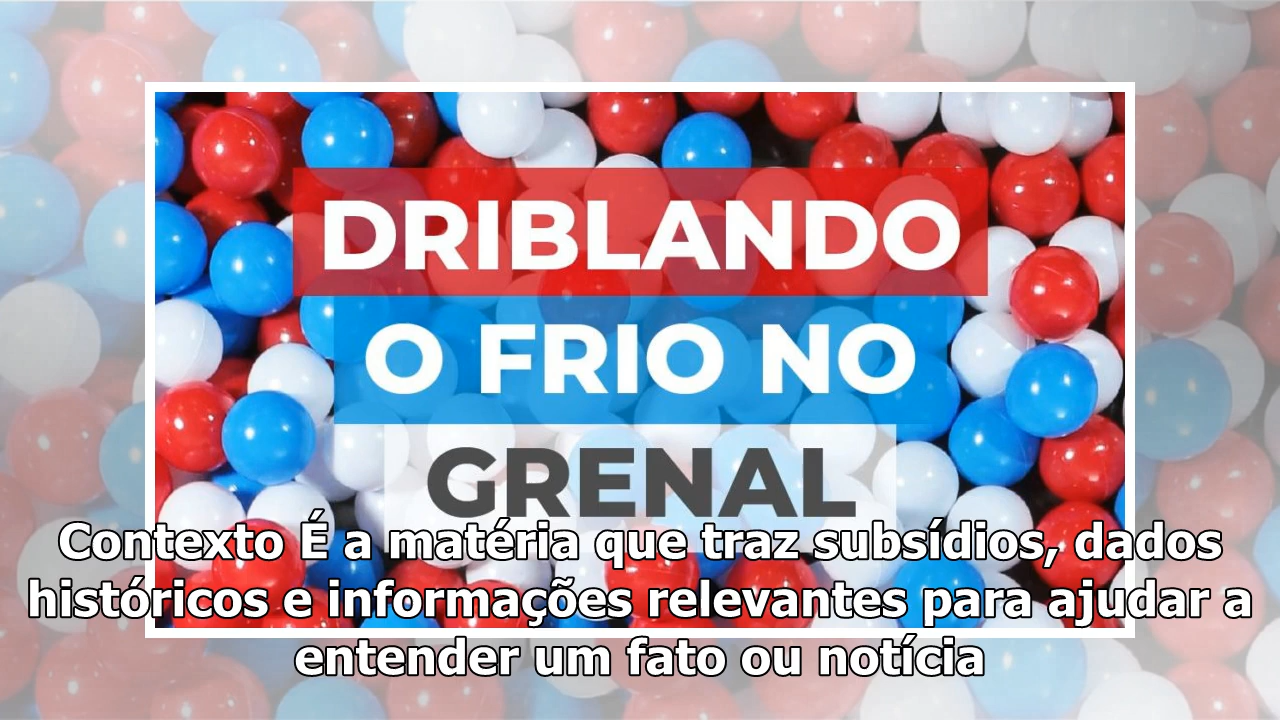 DRIBLANDO
O FRIO NO
GRENAL
Contexto É a matéria que traz subsídios, dados
históricos e informações relevantes para ajudar a
entender um fato ou notícia